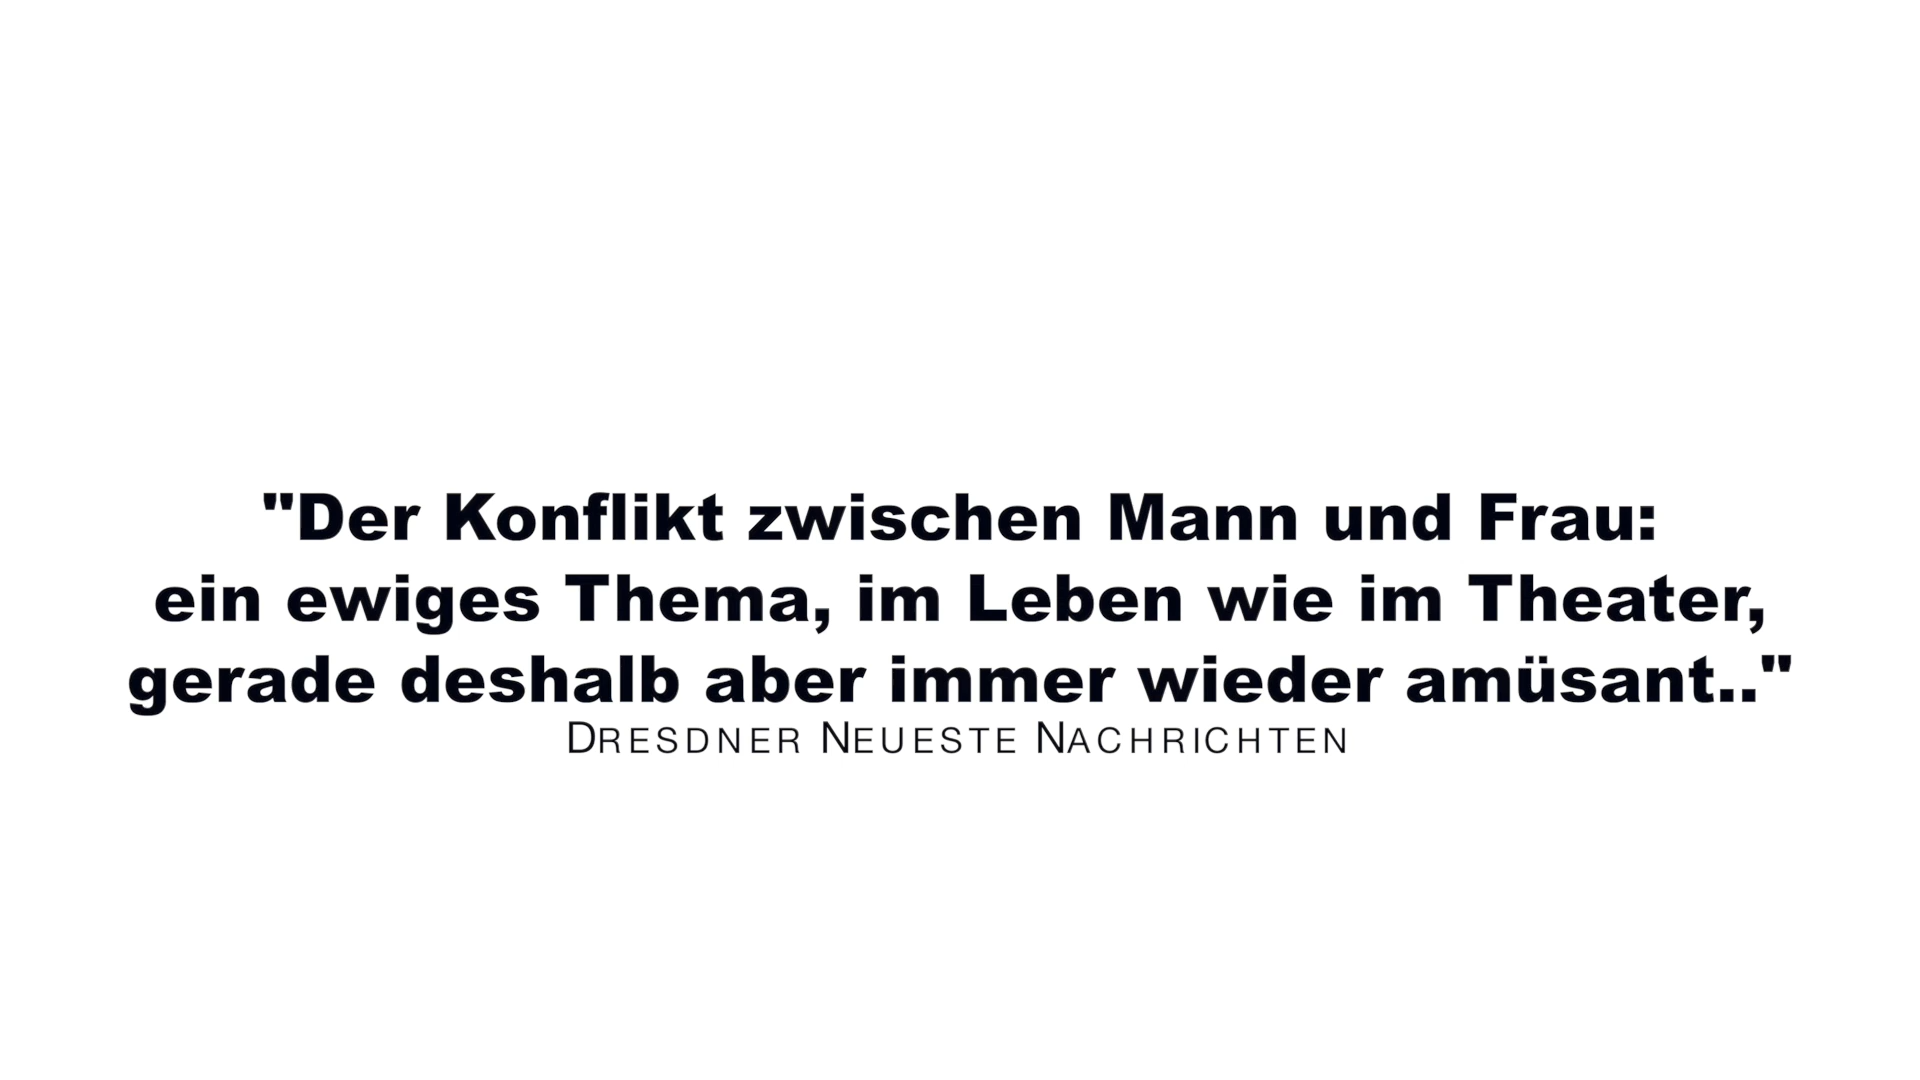 "Der Konflikt zwischen Mann und Frau:
ein ewiges Thema, im Leben wie im Theater,
gerade deshalb aber immer wieder amüsant.."
DRESDNER NEUESTE NACHRICHTEN